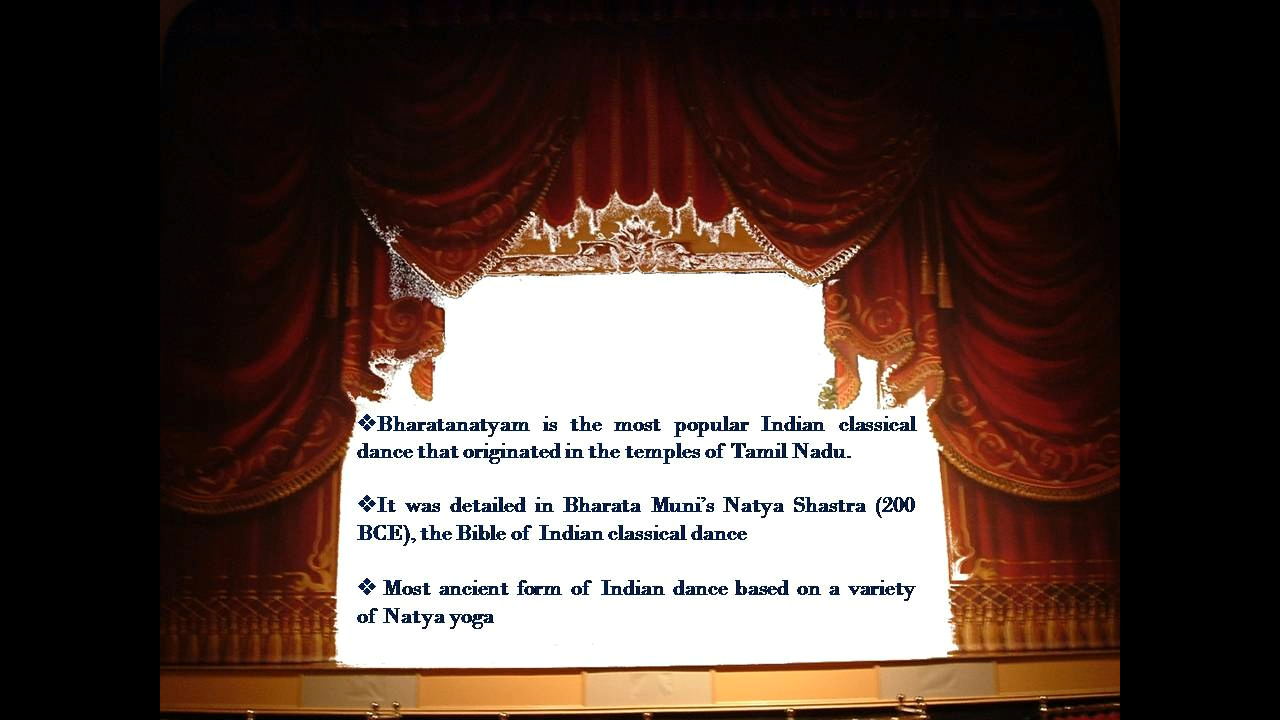 ❖Bharatanatyam is the most popular Indian classical
dance that originated in the temples of Tamil Nadu.
❖It was detailed in Bharata Muni’s Natya Shastra (200
BCE), the Bible of Indian classical dance
❖ Most ancient form of Indian dance based on a variety
of Natya yoga